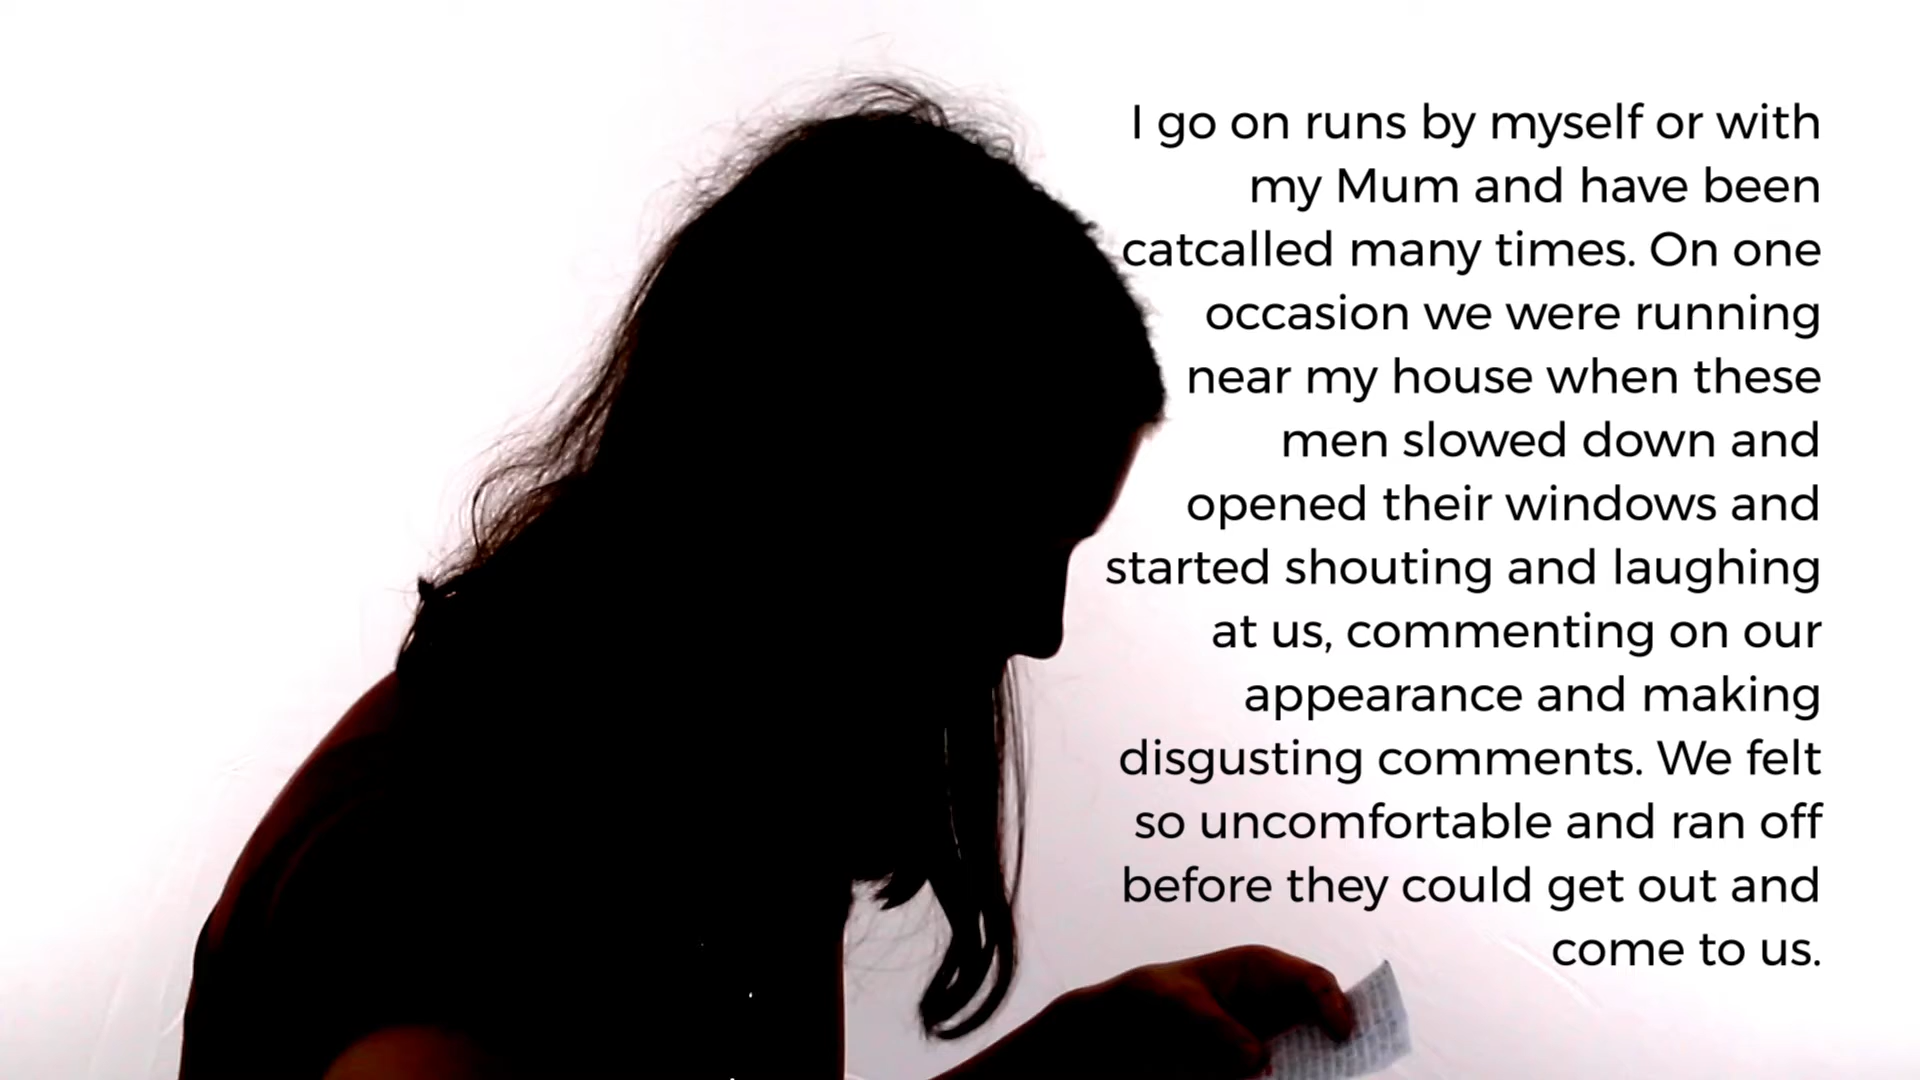 I go on runs by myself or with
my Mum and have been
catcalled many times. On one
occasion we were running
near my house when these
men slowed down and
opened their windows and
started shouting and laughing
at us, commenting on our
appearance and making
disgusting comments. We felt
so uncomfortable and ran off
before they could get out and
come to us.